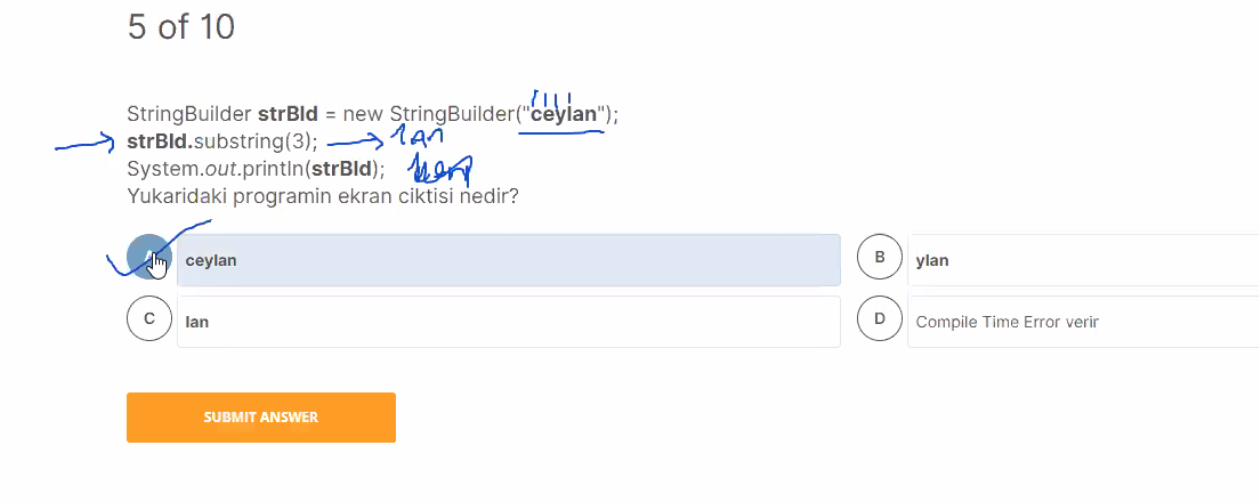 5 of 10
StringBuilder strBld = new StringBuilder("ceylan");
strBld.substring(3); lan
System.out.println(strBld);
Yukaridaki programin ekran ciktisi nedir?
A ceylan
B ylan
C lan
D Compile Time Error verir
SUBMIT ANSWER